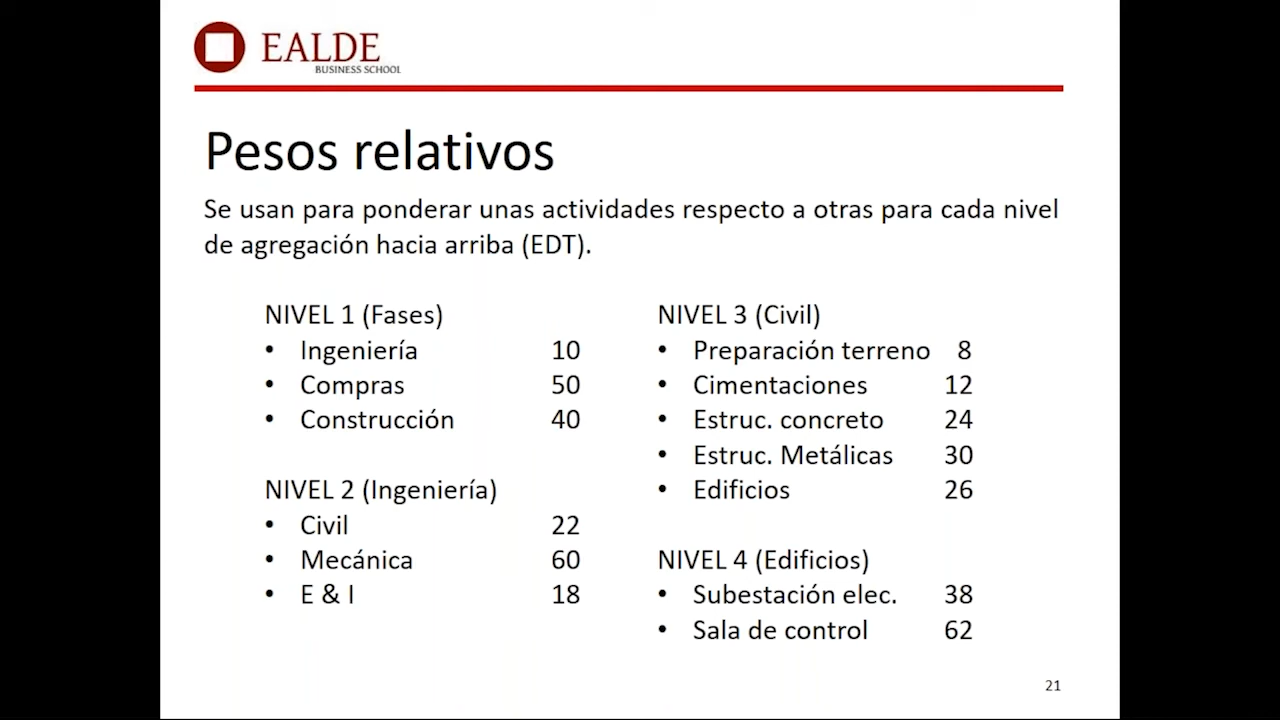 EALDE
BUSINESS SCHOOL
Pesos relativos
Se usan para ponderar unas actividades respecto a otras para cada nivel
de agregación hacia arriba (EDT).
NIVEL 1 (Fases)
• Ingeniería 10
• Compras 50
• Construcción 40
NIVEL 2 (Ingeniería)
• Civil 22
• Mecánica 60
• E & I 18
NIVEL 3 (Civil)
• Preparación terreno 8
• Cimentaciones 12
• Estruc. concreto 24
• Estruc. Metálicas 30
• Edificios 26
NIVEL 4 (Edificios)
• Subestación elec. 38
• Sala de control 62
21